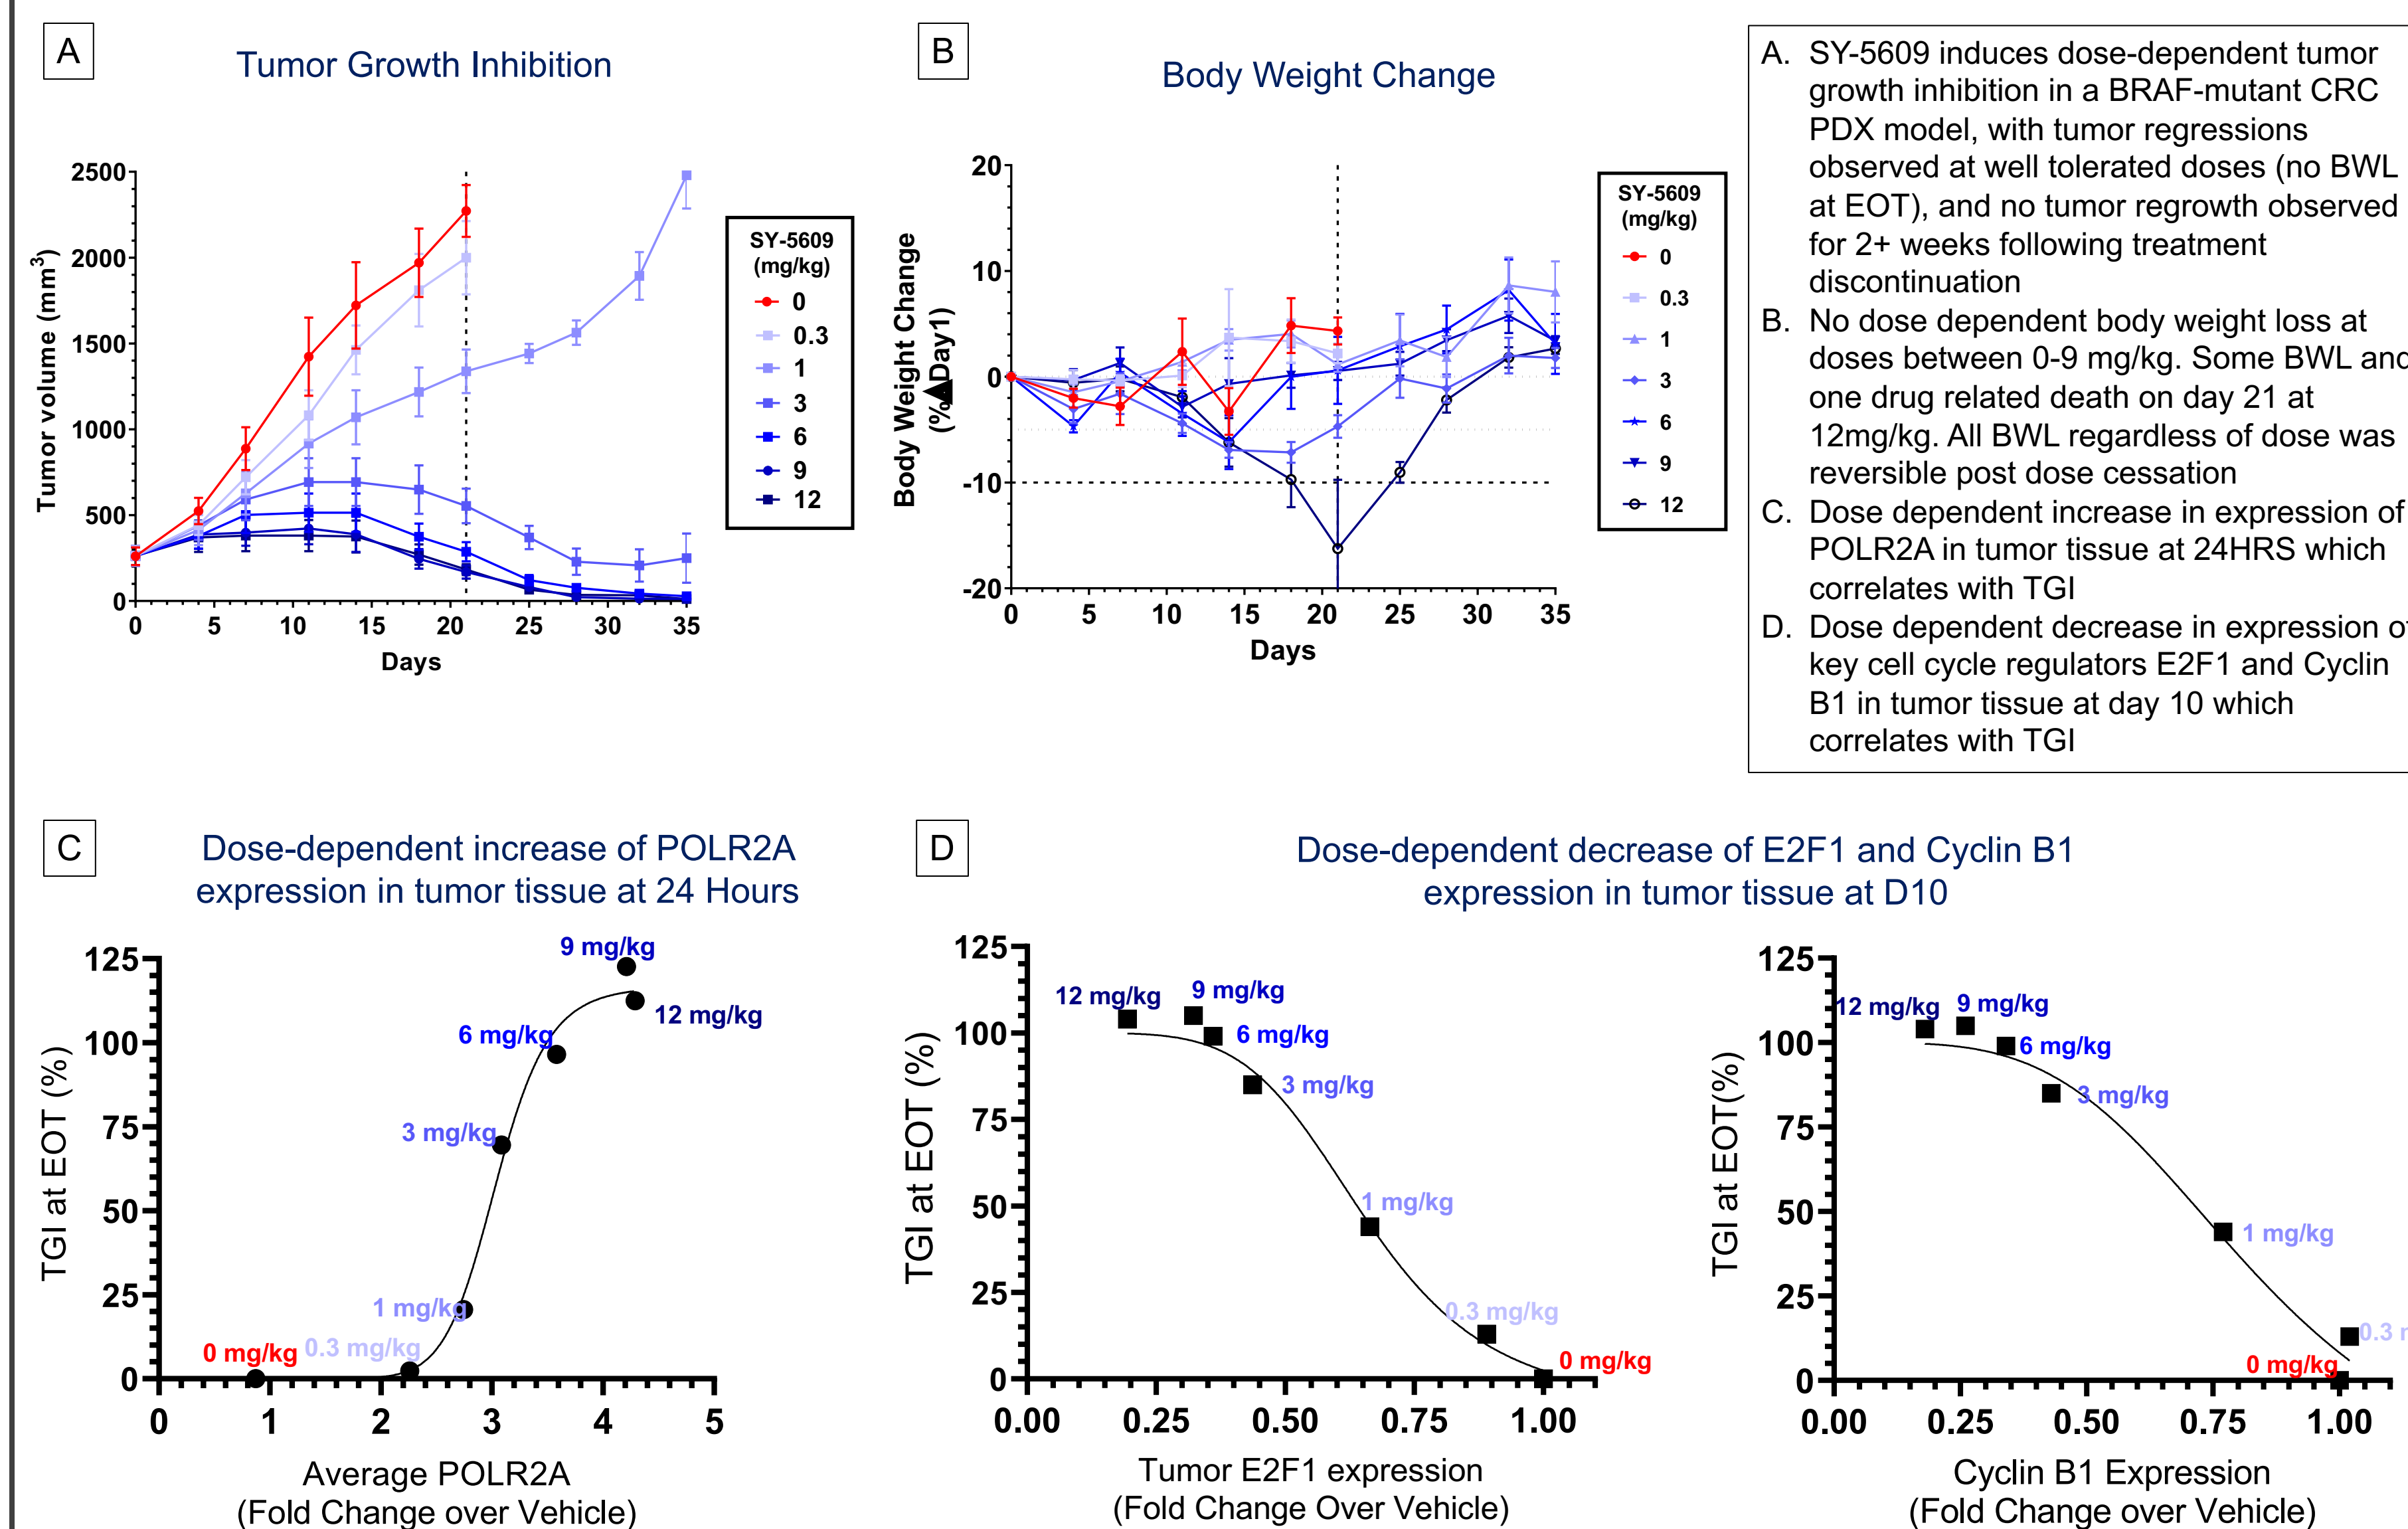 A
Tumor Growth Inhibition
2500
2000
1500
1000
500
0
Tumor volume (mm³)
0 5 10 15 20 25 30 35
Days
SY-5609
(mg/kg)
0
0.3
1
3
6
9
12
B
Body Weight Change
20
10
0
-10
-20
Body Weight Change
(%▲Day1)
0 5 10 15 20 25 30 35
Days
SY-5609
(mg/kg)
0
0.3
1
3
6
9
12
A. SY-5609 induces dose-dependent tumor
growth inhibition in a BRAF-mutant CRC
PDX model, with tumor regressions
observed at well tolerated doses (no BWL
at EOT), and no tumor regrowth observed
for 2+ weeks following treatment
discontinuation
B. No dose dependent body weight loss at
doses between 0-9 mg/kg. Some BWL and
one drug related death on day 21 at
12mg/kg. All BWL regardless of dose was
reversible post dose cessation
C. Dose dependent increase in expression of
POLR2A in tumor tissue at 24HRS which
correlates with TGI
D. Dose dependent decrease in expression of
key cell cycle regulators E2F1 and Cyclin
B1 in tumor tissue at day 10 which
correlates with TGI
C
Dose-dependent increase of POLR2A
expression in tumor tissue at 24 Hours
125
100
75
50
25
0
TGI at EOT (%)
9 mg/kg
12 mg/kg
6 mg/kg
3 mg/kg
1 mg/kg
0.3 mg/kg
0 mg/kg
0 1 2 3 4 5
Average POLR2A
(Fold Change over Vehicle)
D
Dose-dependent decrease of E2F1 and Cyclin B1
expression in tumor tissue at D10
125
100
75
50
25
0
TGI at EOT (%)
12 mg/kg
9 mg/kg
6 mg/kg
3 mg/kg
1 mg/kg
0.3 mg/kg
0 mg/kg
0.00 0.25 0.50 0.75 1.00
Tumor E2F1 expression
(Fold Change Over Vehicle)
125
100
75
50
25
0
TGI at EOT(%)
12 mg/kg
9 mg/kg
6 mg/kg
3 mg/kg
1 mg/kg
0.3
0 mg/kg
0.00 0.25 0.50 0.75 1.00
Cyclin B1 Expression
(Fold Change over Vehicle)